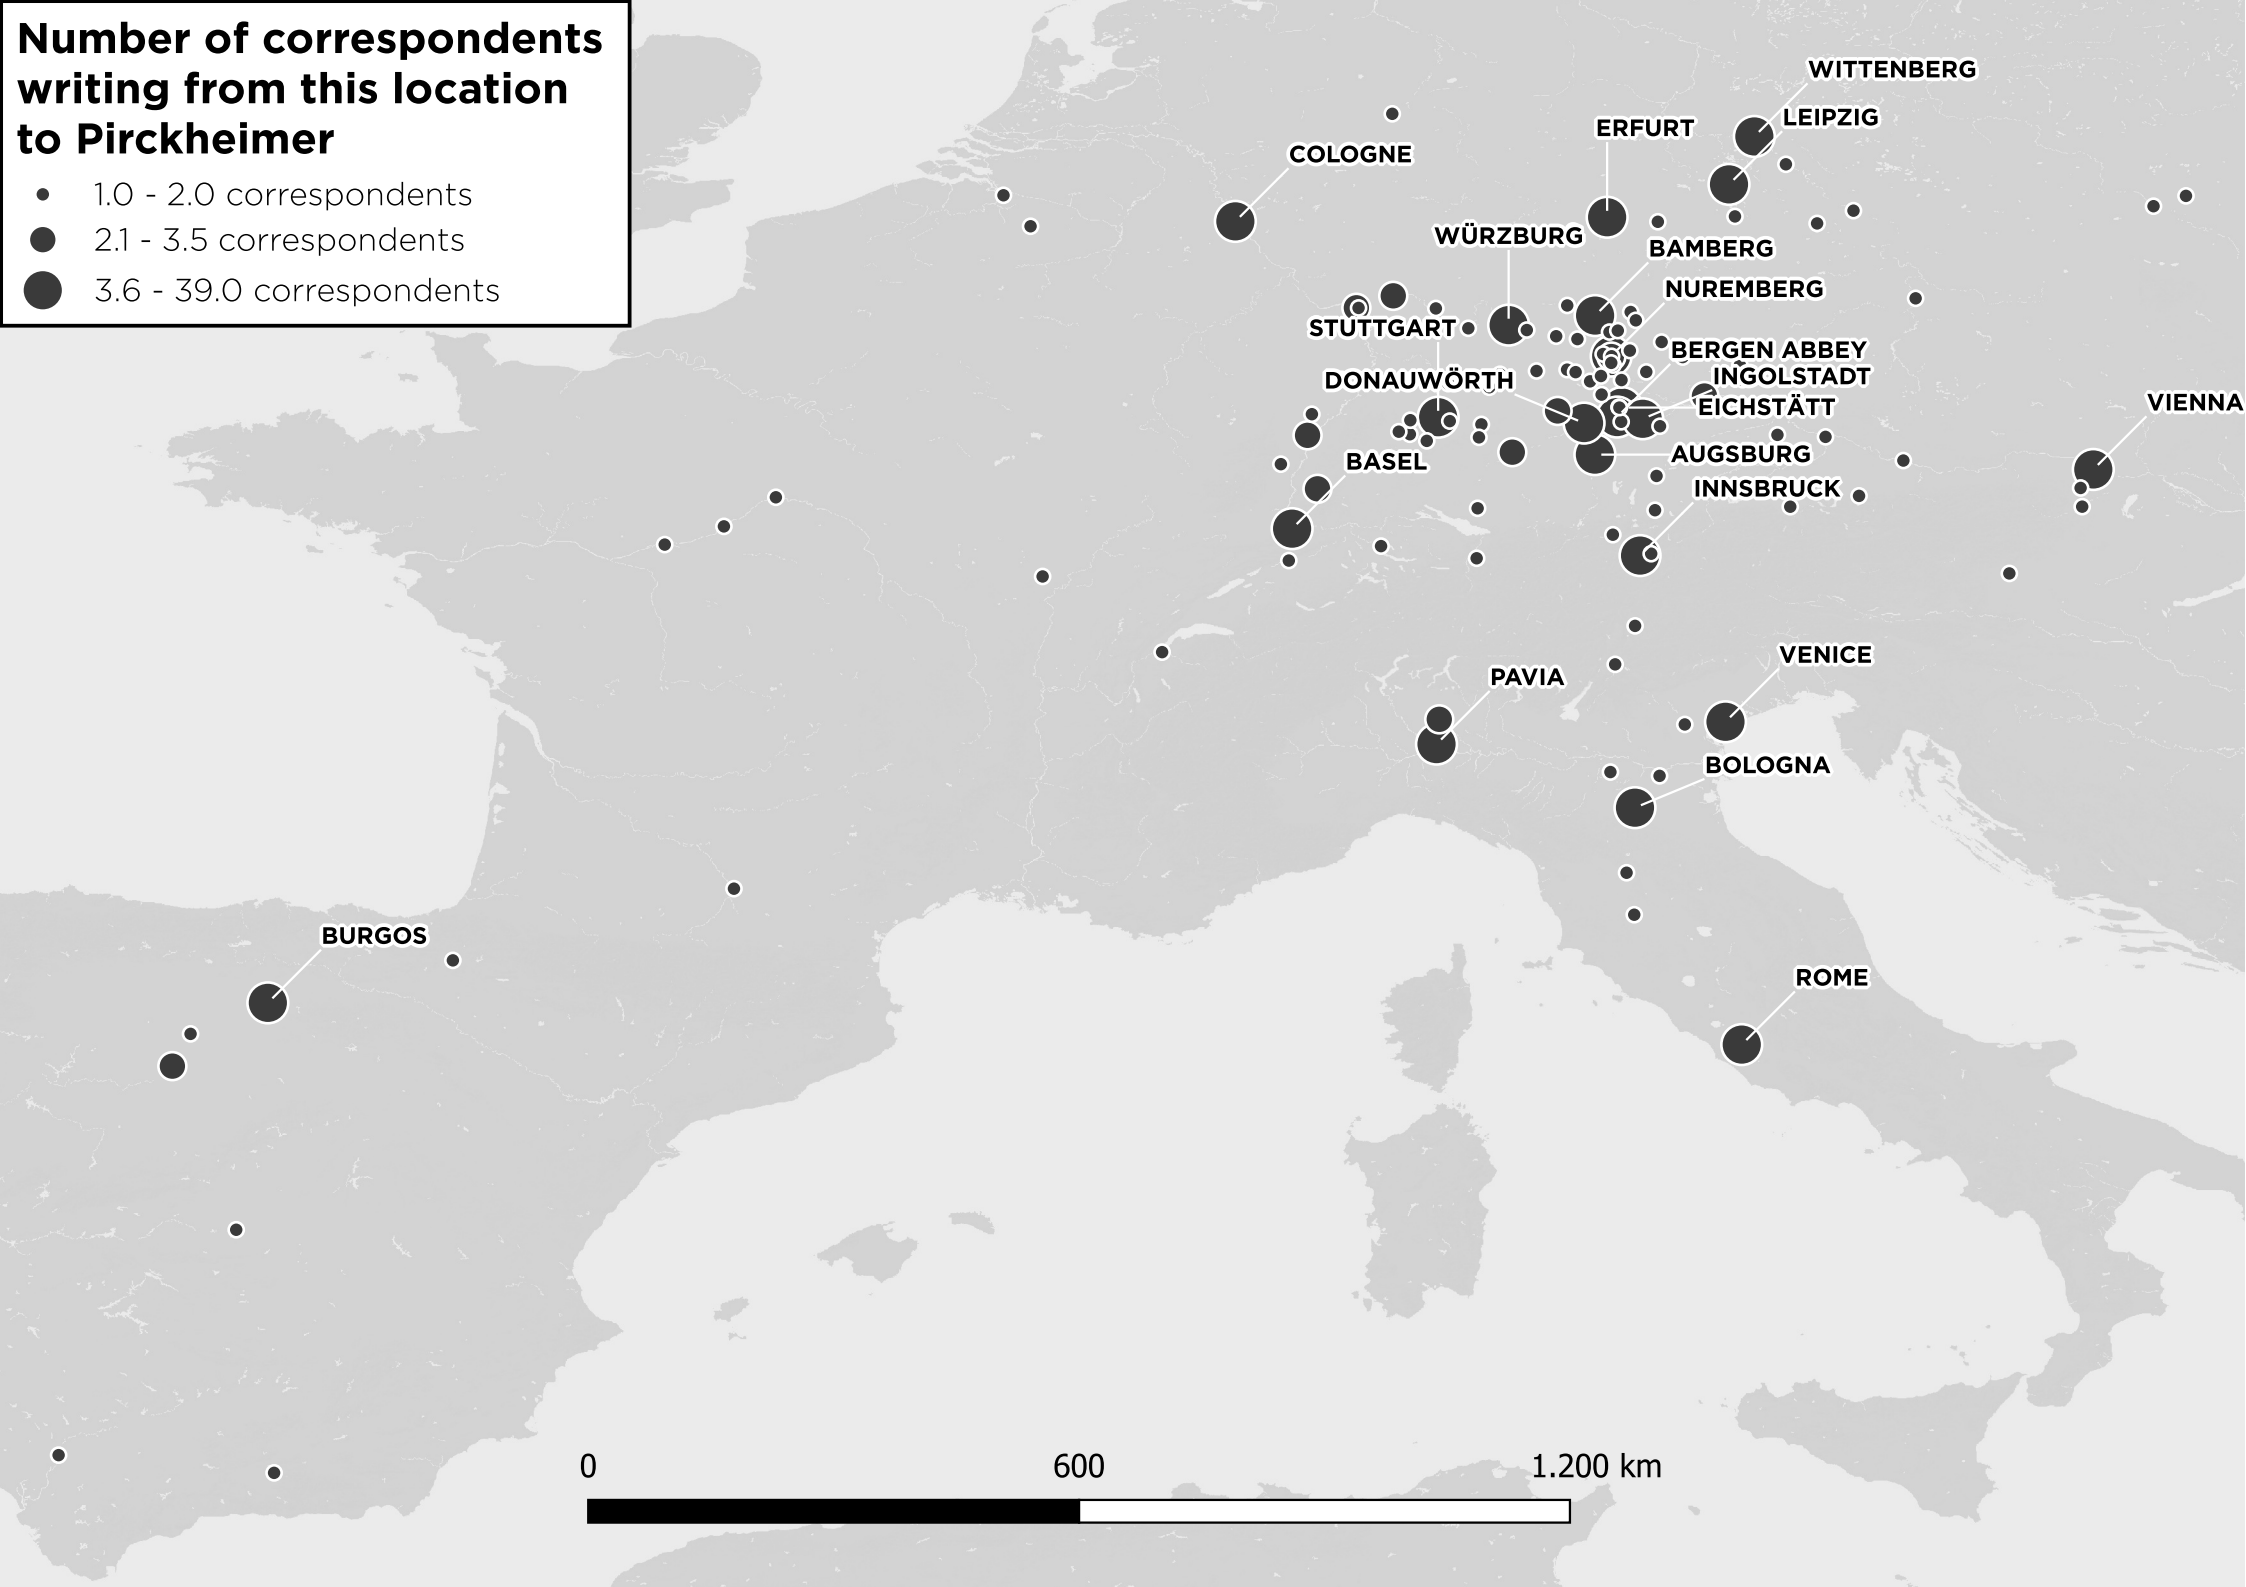 Number of correspondents
writing from this location
to Pirckheimer
1.0 - 2.0 correspondents
2.1 - 3.5 correspondents
3.6 - 39.0 correspondents
WITTENBERG
LEIPZIG
ERFURT
COLOGNE
WÜRZBURG
BAMBERG
NUREMBERG
STUTTGART
BERGEN ABBEY
INGOLSTADT
DONAUWÖRTH
EICHSTÄTT
VIENNA
AUGSBURG
BASEL
INNSBRUCK
VENICE
PAVIA
BOLOGNA
BURGOS
ROME
0 600 1.200 km